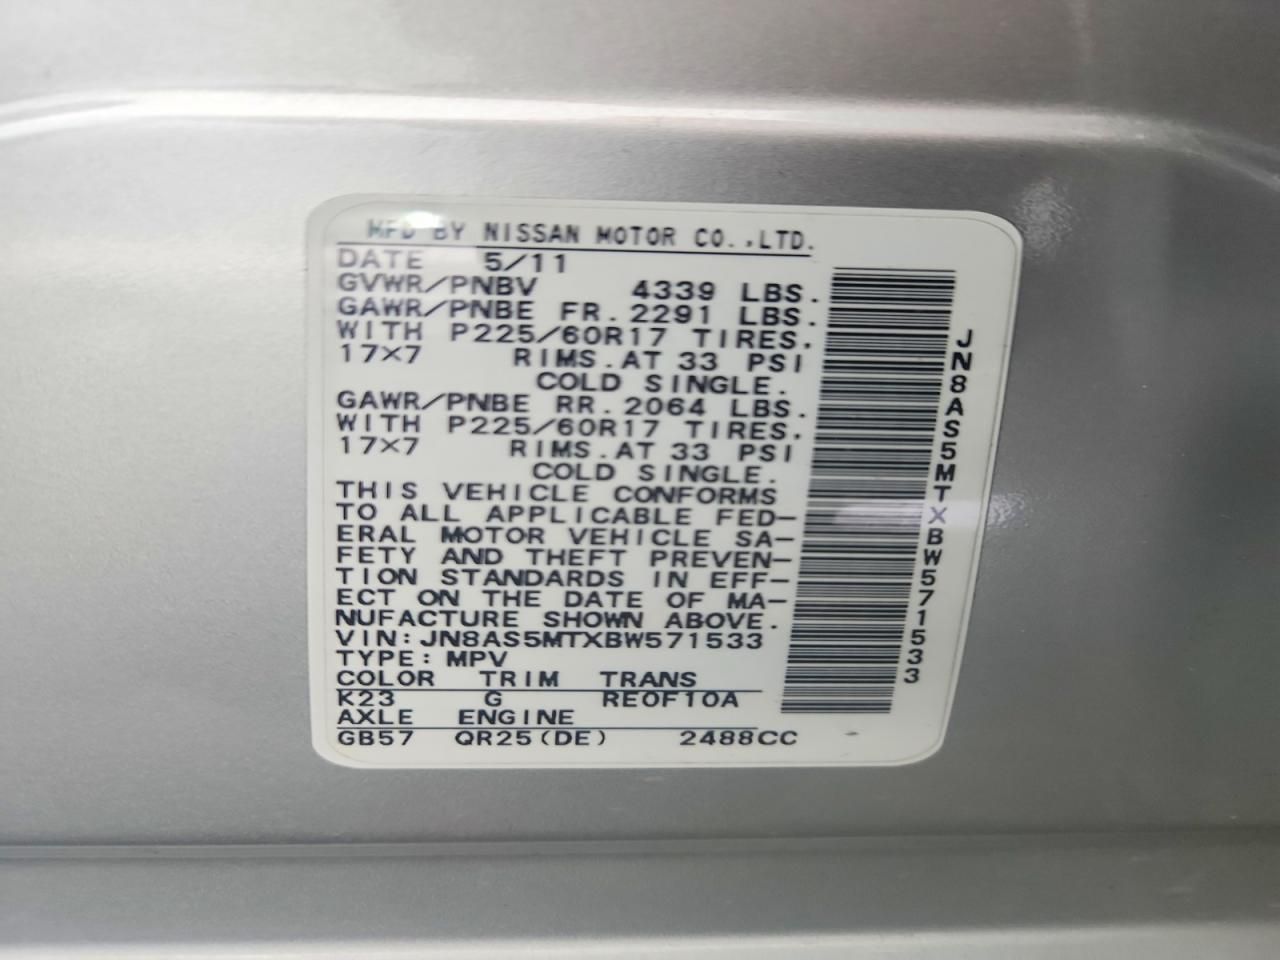 MFD BY NISSAN MOTOR CO.,LTD.
DATE 5/11
GVWR/PNBV 4339 LBS.
GAWR/PNBE FR.2291 LBS.
WITH P225/60R17 TIRES.
17×7 RIMS.AT 33 PSI
COLD SINGLE.
GAWR/PNBE RR.2064 LBS.
WITH P225/60R17 TIRES.
17×7 RIMS.AT 33 PSI
COLD SINGLE.
THIS VEHICLE CONFORMS
TO ALL APPLICABLE FED-
ERAL MOTOR VEHICLE SA-
FETY AND THEFT PREVEN-
TION STANDARDS IN EFF-
ECT ON THE DATE OF MA-
NUFACTURE SHOWN ABOVE.
VIN:JN8AS5MTXBW571533
TYPE:MPV
COLOR TRIM TRANS
K23 G RE0F10A
AXLE ENGINE
GB57 QR25(DE) 2488CC
JN8AS5MTXBW571533